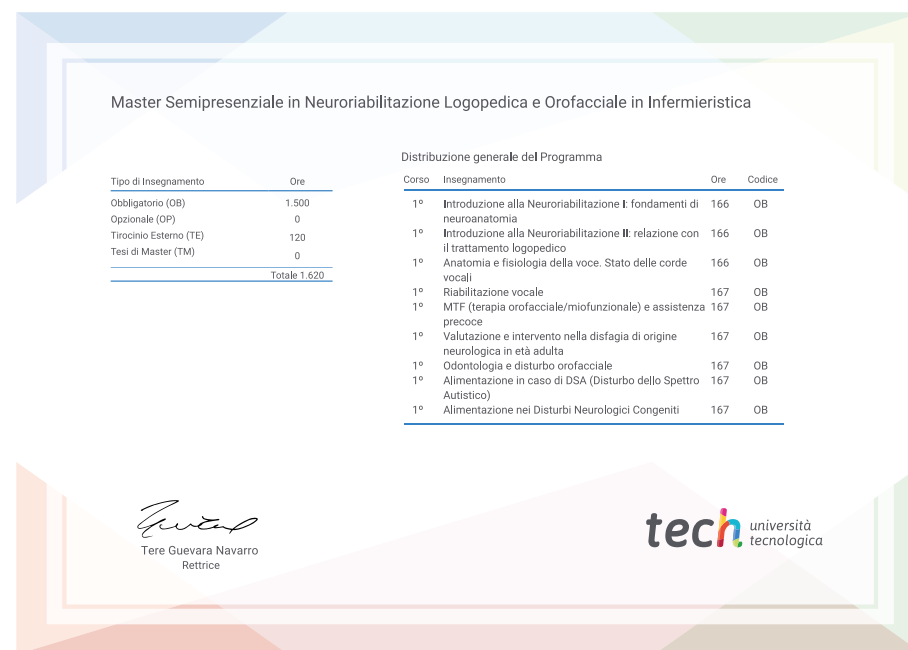 Master Semipresenziale in Neuroriabilitazione Logopedica e Orofacciale in Infermieristica
Tipo di Insegnamento Ore
Obbligatorio (OB) 1.500
Opzionale (OP) 0
Tirocinio Esterno (TE) 120
Tesi di Master (TM) 0
Totale 1.620
Distribuzione generale del Programma
Corso Insegnamento Ore Codice
1º Introduzione alla Neuroriabilitazione I: fondamenti di 166 OB
neuroanatomia
1º Introduzione alla Neuroriabilitazione II: relazione con 166 OB
il trattamento logopedico
1º Anatomia e fisiologia della voce. Stato delle corde 166 OB
vocali
1º Riabilitazione vocale 167 OB
1º MTF (terapia orofacciale/miofunzionale) e assistenza 167 OB
precoce
1º Valutazione e intervento nella disfagia di origine 167 OB
neurologica in età adulta
1º Odontologia e disturbo orofacciale 167 OB
1º Alimentazione in caso di DSA (Disturbo dello Spettro 167 OB
Autistico)
1º Alimentazione nei Disturbi Neurologici Congeniti 167 OB
Tere Guevara Navarro
Rettrice
tech università
tecnologica